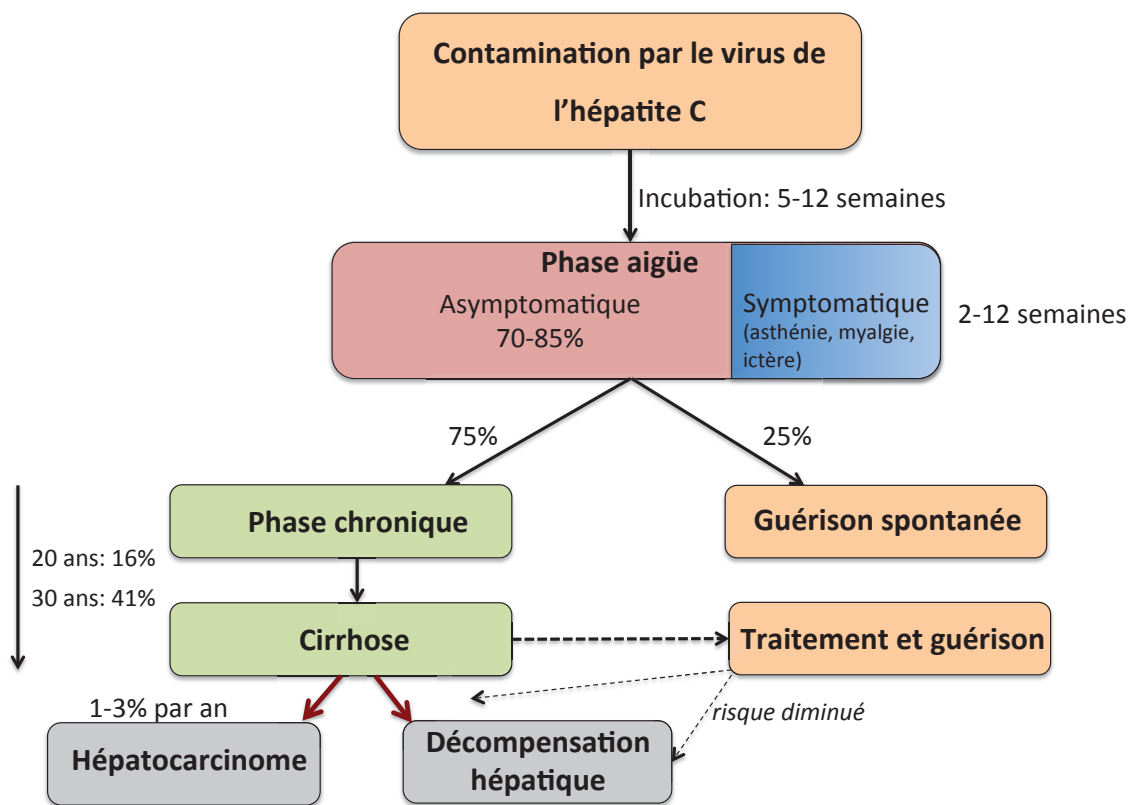 Contamination par le virus de
l'hépatite C
Incubation: 5-12 semaines
Phase aigüe
Asymptomatique
70-85%
Symptomatique
(asthénie, myalgie,
ictère)
2-12 semaines
75%
25%
Phase chronique
Guérison spontanée
20 ans: 16%
30 ans: 41%
Cirrhose
Traitement et guérison
1-3% par an
risque diminué
Hépatocarcinome
Décompensation
hépatique